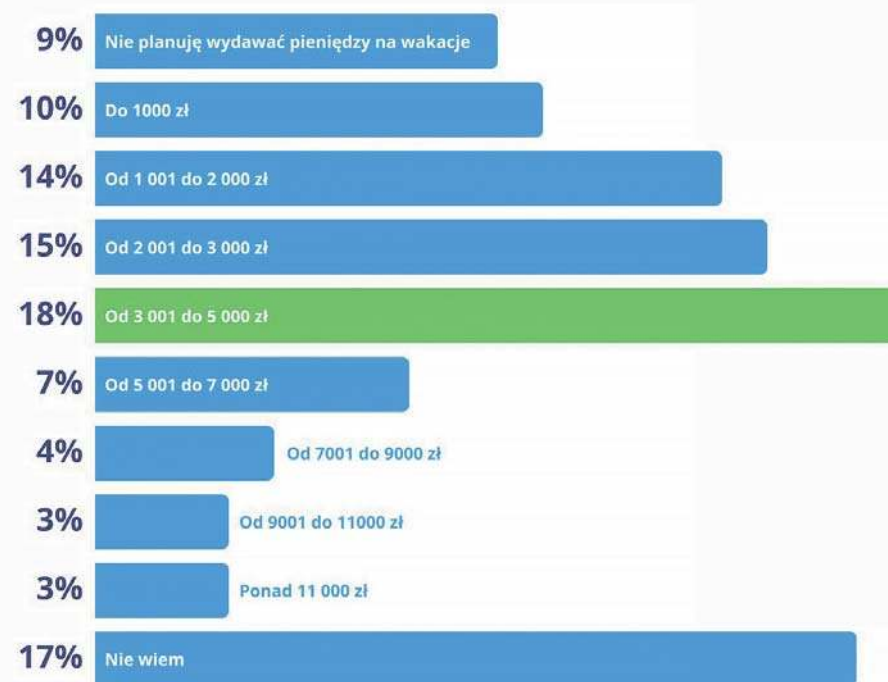 9% Nie planuję wydawać pieniędzy na wakacje
10% Do 1000 zł
14% Od 1 001 do 2 000 zł
15% Od 2 001 do 3 000 zł
18% Od 3 001 do 5 000 zł
7% Od 5 001 do 7 000 zł
4% Od 7001 do 9000 zł
3% Od 9001 do 11000 zł
3% Ponad 11 000 zł
17% Nie wiem